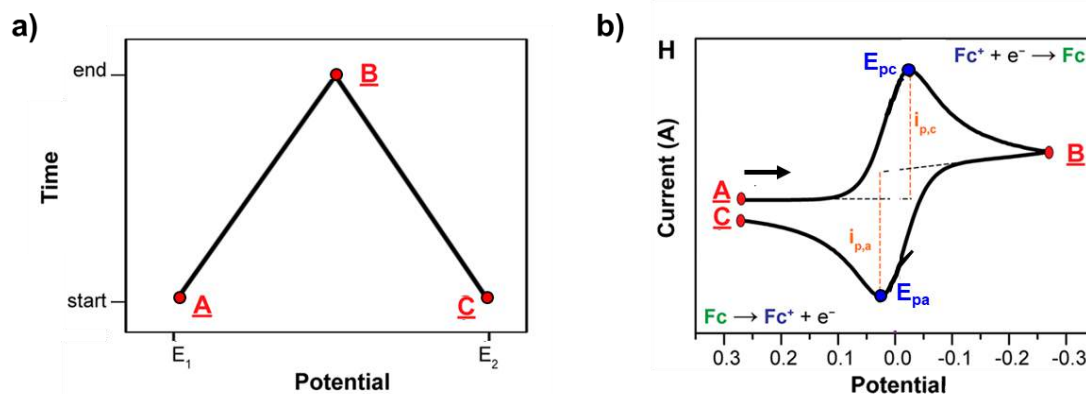 a)
end
B
Time
start
A
C
E₁
E₂
Potential
b)
H
Epc
Fc⁺ + e⁻ → Fc
ip,c
B
Current (A)
A
C
ip,a
Epa
Fc → Fc⁺ + e⁻
0.3 0.2 0.1 0.0 -0.1 -0.2 -0.3
Potential